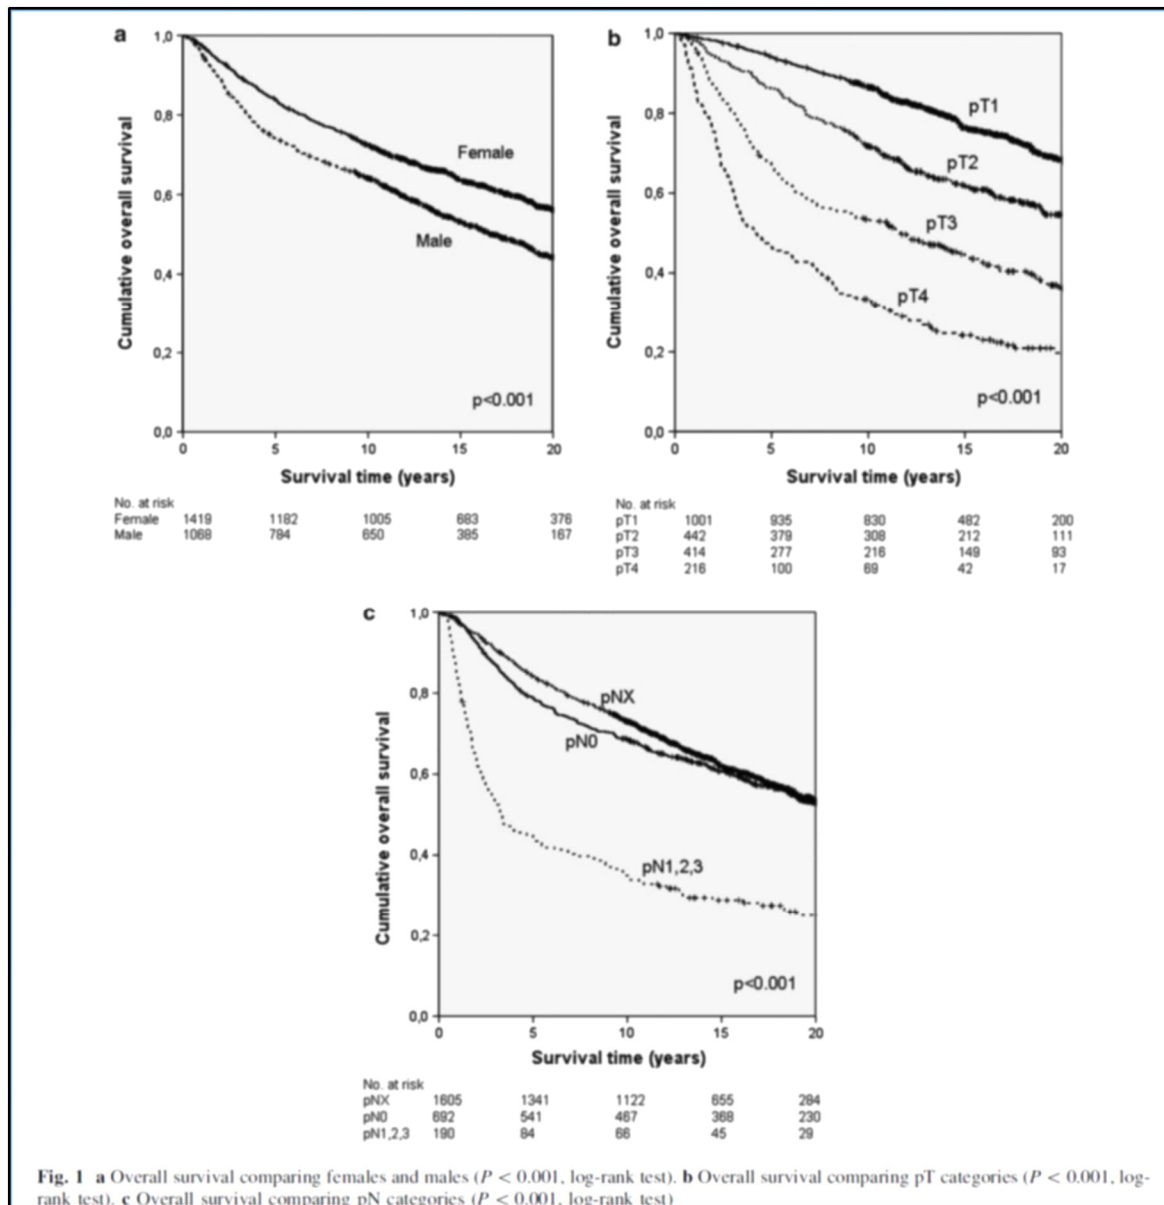 a
1,0
0,8
0,6
0,4
0,2
0,0
Cumulative overall survival
Female
Male
p<0.001
0 5 10 15 20
Survival time (years)
No. at risk
Female 1419 1182 1005 683 376
Male 1068 784 650 385 167
b
1,0
0,8
0,6
0,4
0,2
0,0
Cumulative overall survival
pT1
pT2
pT3
pT4
p<0.001
0 5 10 15 20
Survival time (years)
No. at risk
pT1 1001 935 830 482 200
pT2 442 379 308 212 111
pT3 414 277 216 149 93
pT4 216 100 69 42 17
c
1,0
0,8
0,6
0,4
0,2
0,0
Cumulative overall survival
pNX
pN0
pN1,2,3
p<0.001
0 5 10 15 20
Survival time (years)
No. at risk
pNX 1605 1341 1122 655 284
pN0 692 541 467 368 230
pN1,2,3 190 84 66 45 29
Fig. 1 a Overall survival comparing females and males (P < 0.001, log-rank test). b Overall survival comparing pT categories (P < 0.001, log-
rank test). c Overall survival comparing pN categories (P < 0.001, log-rank test)